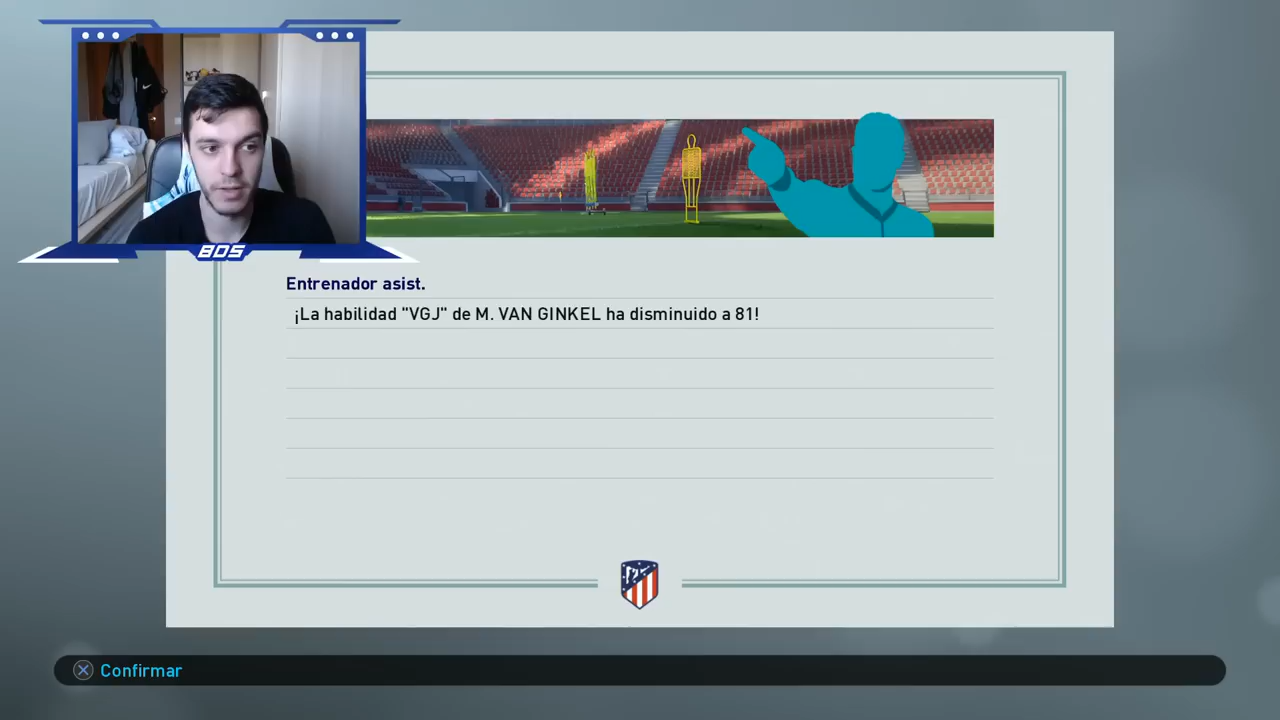 BDS
Entrenador asist.
¡La habilidad "VGJ" de M. VAN GINKEL ha disminuido a 81!
Confirmar